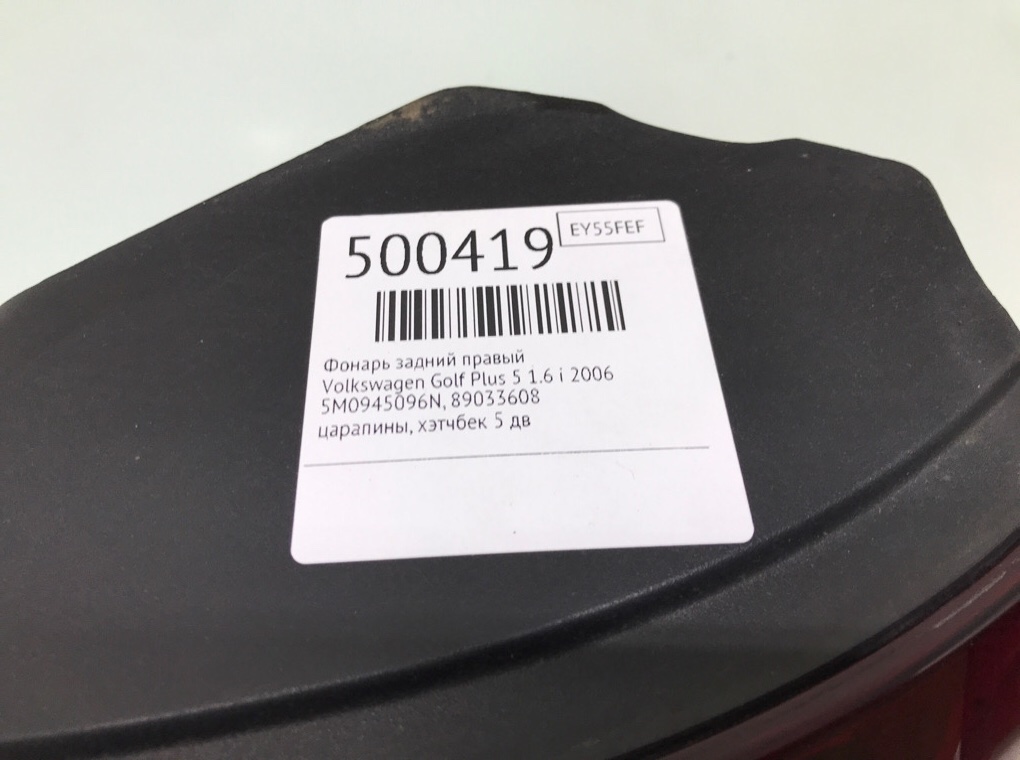 500419
EY55FEF
Фонарь задний правый
Volkswagen Golf Plus 5 1.6 i 2006
5M0945096N, 89033608
царапины, хэтчбек 5 дв